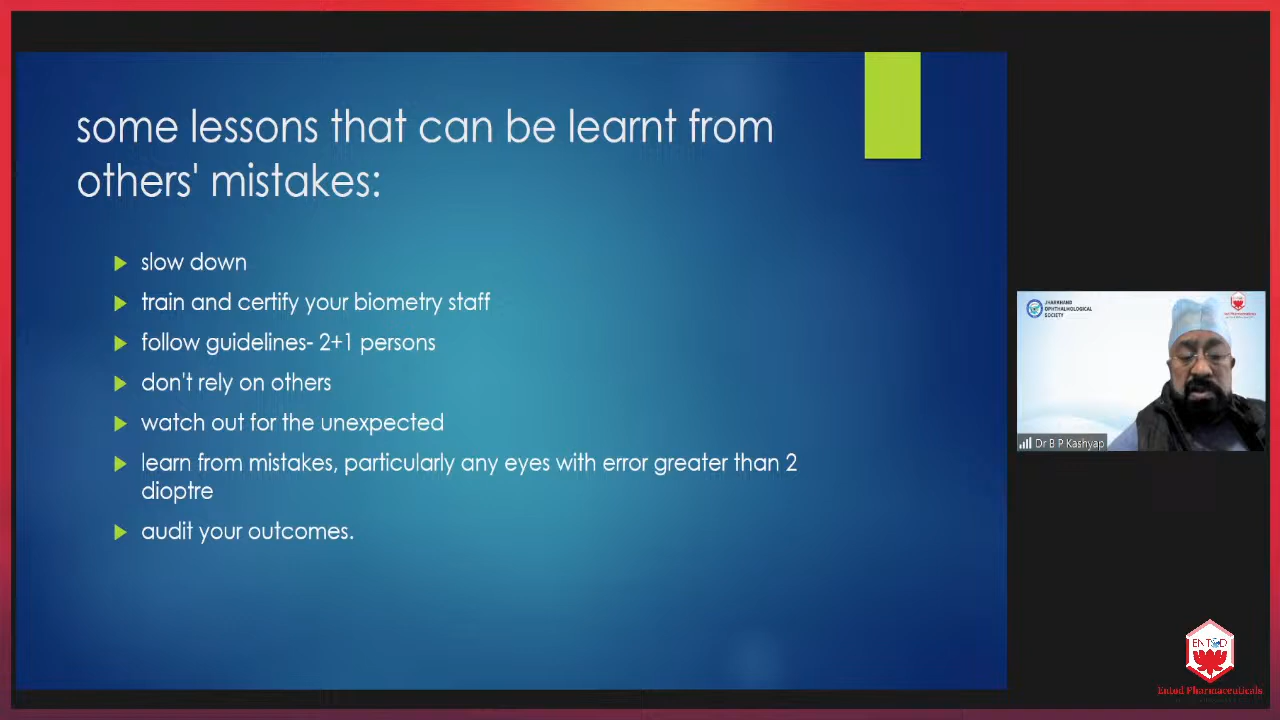 some lessons that can be learnt from
others' mistakes:
slow down
train and certify your biometry staff
follow guidelines- 2+1 persons
don't rely on others
watch out for the unexpected
learn from mistakes, particularly any eyes with error greater than 2
dioptre
audit your outcomes.
JHARKHAND
OPHTHALMOLOGICAL
SOCIETY
Dr B P Kashyap
ENTOD
Entod Pharmaceuticals